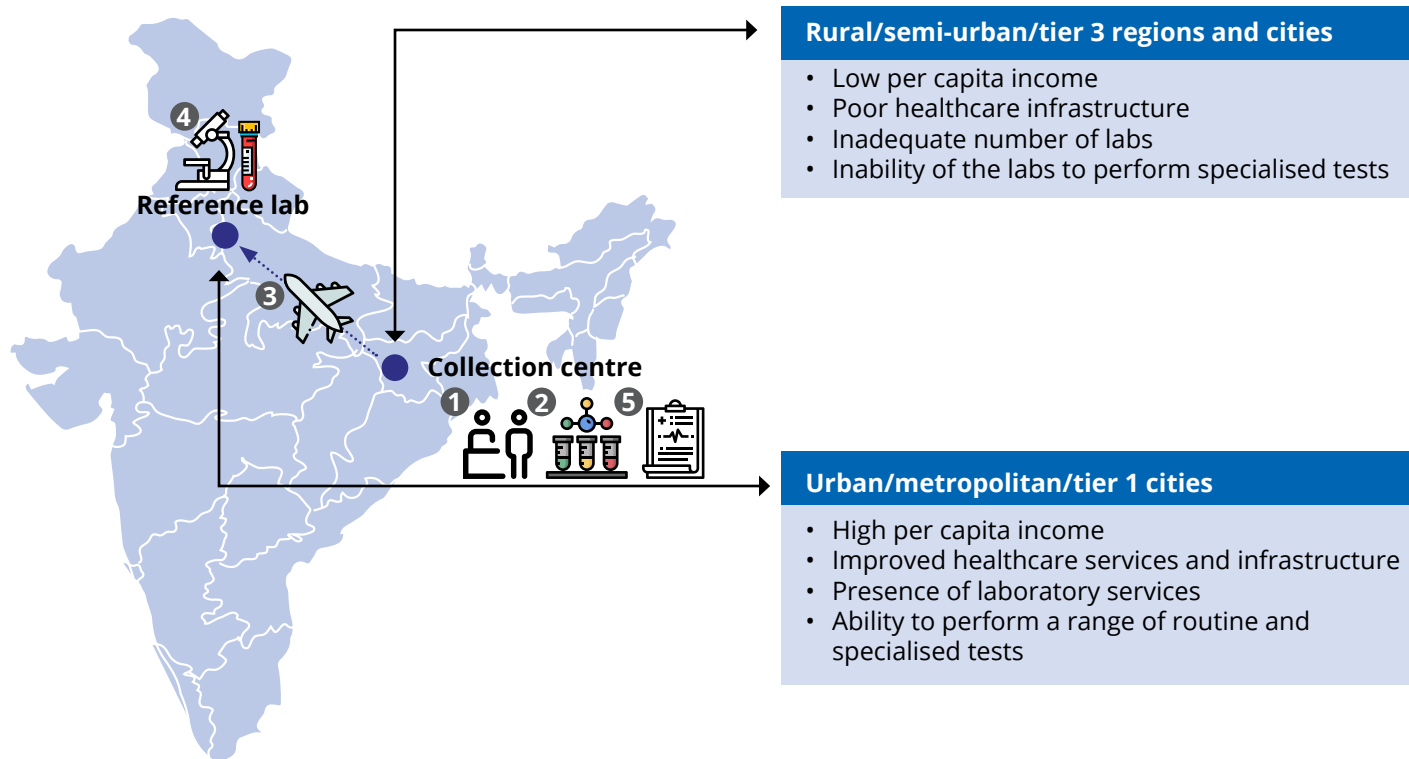 Rural/semi-urban/tier 3 regions and cities
• Low per capita income
• Poor healthcare infrastructure
• Inadequate number of labs
• Inability of the labs to perform specialised tests
4
Reference lab
3
Collection centre
1
2
5
Urban/metropolitan/tier 1 cities
• High per capita income
• Improved healthcare services and infrastructure
• Presence of laboratory services
• Ability to perform a range of routine and
specialised tests